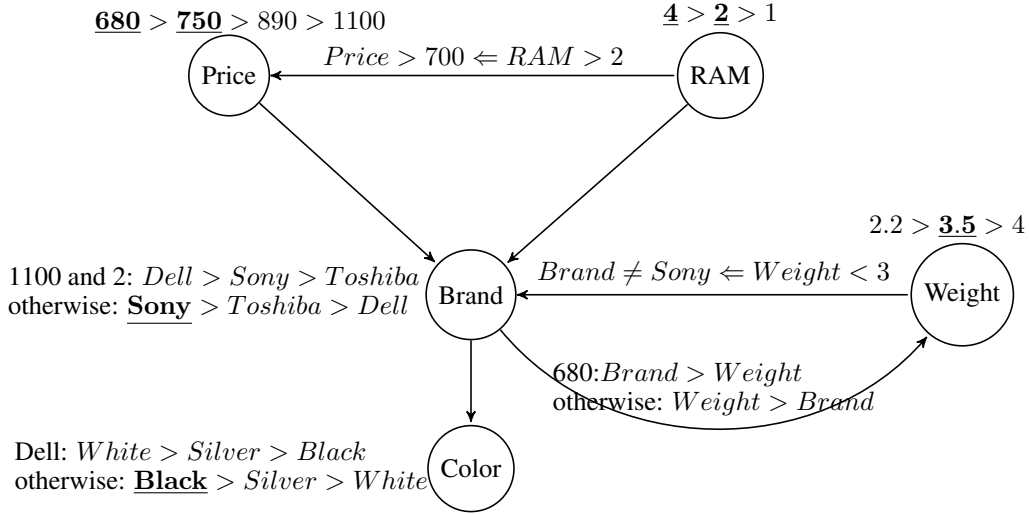 680 > 750 > 890 > 1100
4 > 2 > 1
Price > 700 ⇐ RAM > 2
Price
RAM
2.2 > 3.5 > 4
1100 and 2: Dell > Sony > Toshiba
otherwise: Sony > Toshiba > Dell
Brand
Brand ≠ Sony ⇐ Weight < 3
Weight
680:Brand > Weight
otherwise: Weight > Brand
Dell: White > Silver > Black
otherwise: Black > Silver > White
Color